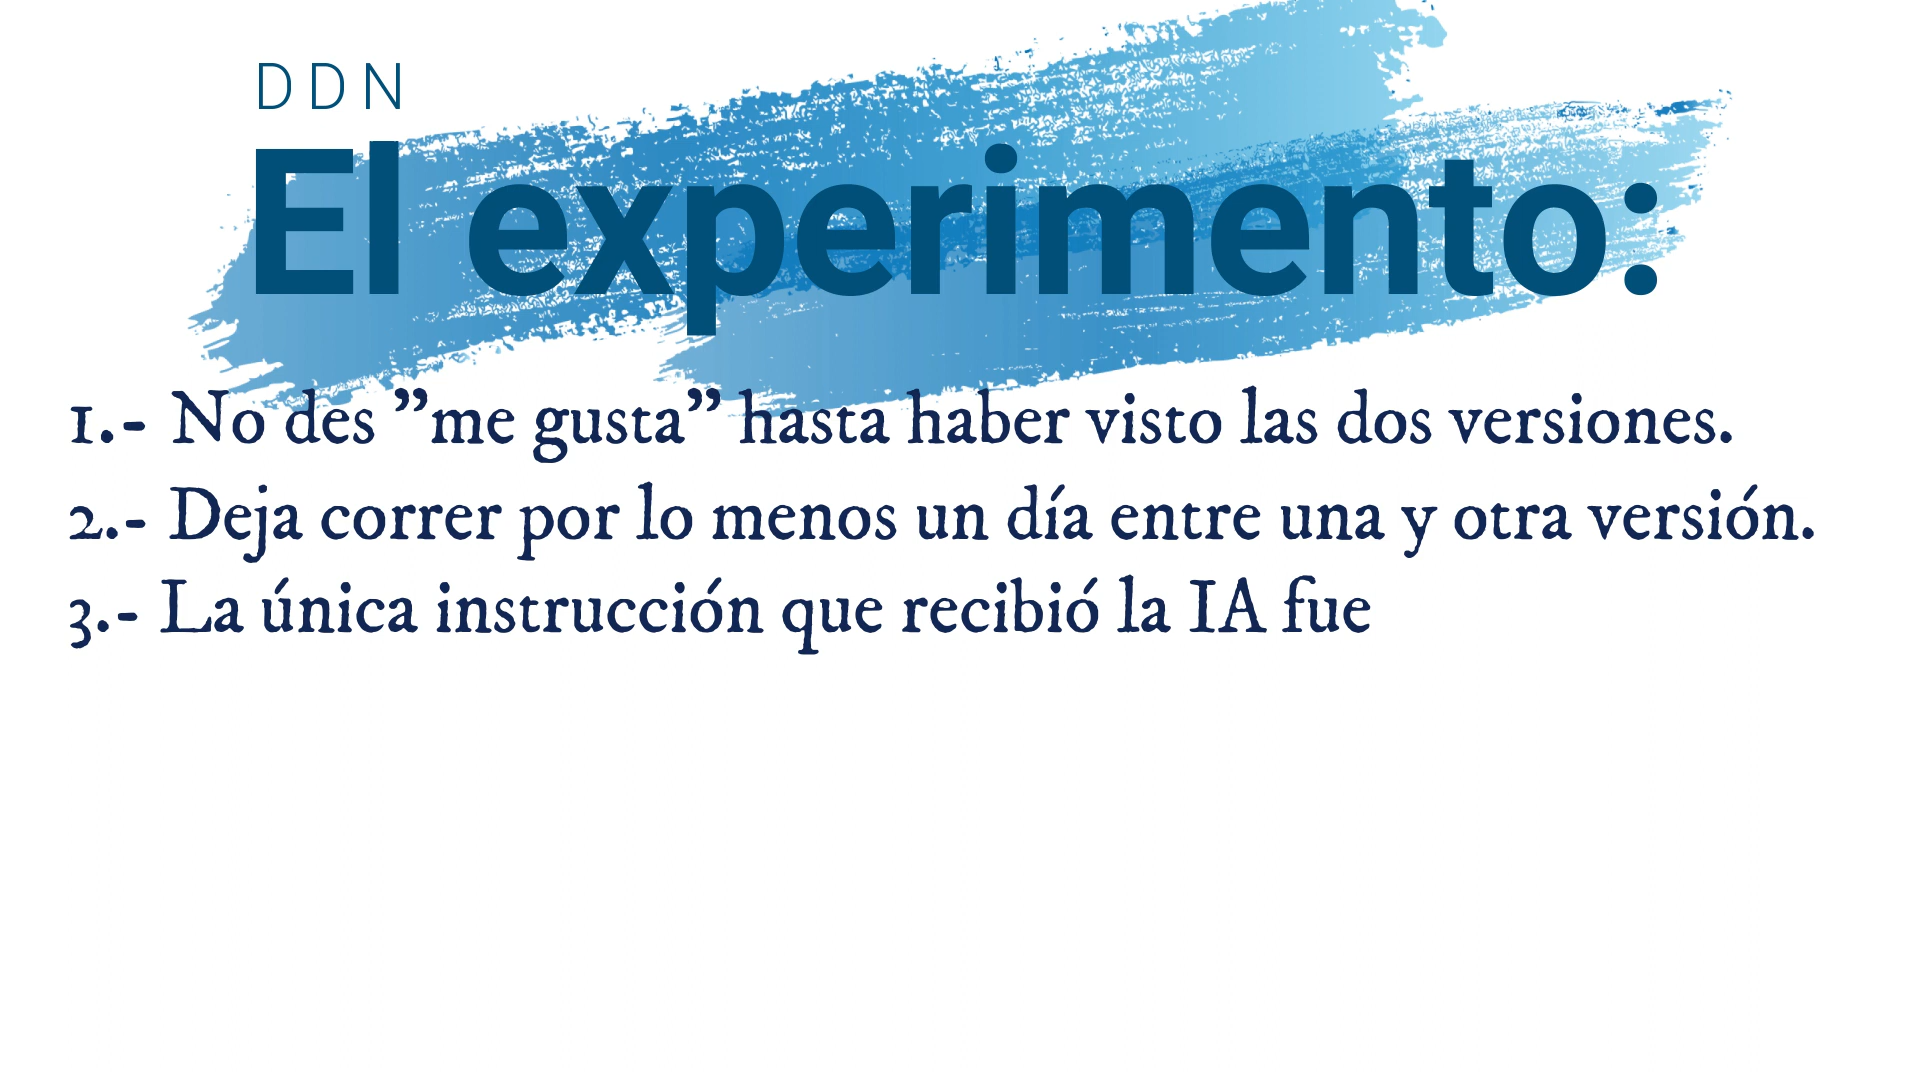 DDN
El experimento:
1.- No des ”me gusta” hasta haber visto las dos versiones.
2.- Deja correr por lo menos un día entre una y otra versión.
3.- La única instrucción que recibió la IA fue